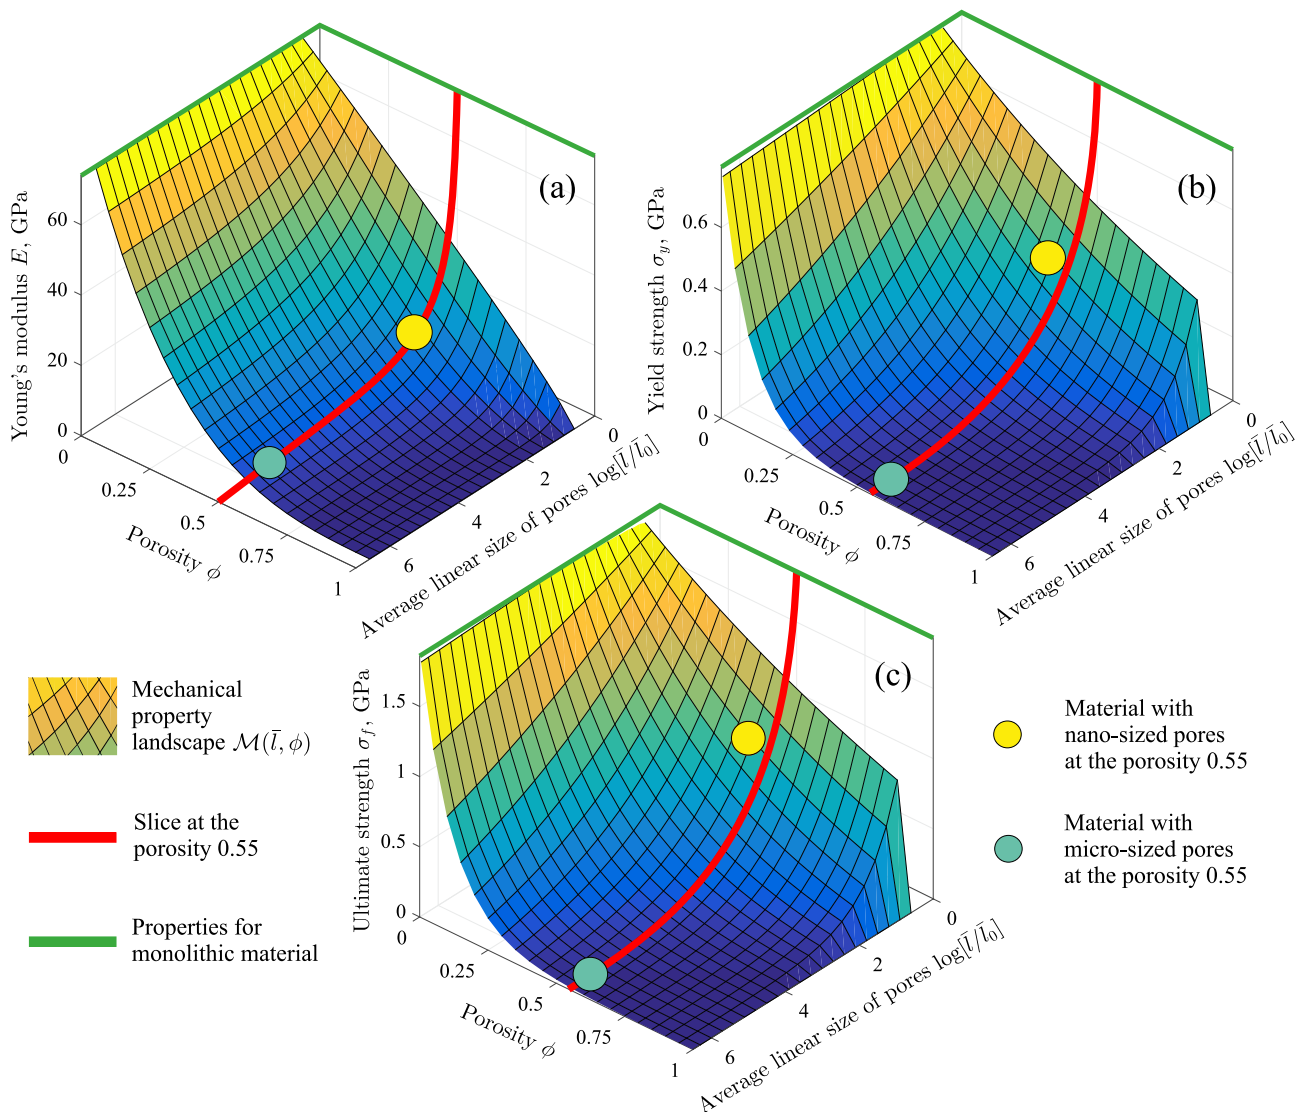 (a)
Young's modulus E, GPa
60
40
20
0
0
0.25
0.5
0.75
1
Porosity ϕ
0
2
4
6
Average linear size of pores log[l̄/l̄₀]
(b)
Yield strength σ_y, GPa
0.6
0.4
0.2
0
0
0.25
0.5
0.75
1
Porosity ϕ
0
2
4
6
Average linear size of pores log[l̄/l̄₀]
(c)
Ultimate strength σ_f, GPa
1.5
1
0.5
0
0
0.25
0.5
0.75
1
Porosity ϕ
0
2
4
6
Average linear size of pores log[l̄/l̄₀]
Mechanical
property
landscape ℳ(l̄, ϕ)
Slice at the
porosity 0.55
Properties for
monolithic material
Material with
nano-sized pores
at the porosity 0.55
Material with
micro-sized pores
at the porosity 0.55